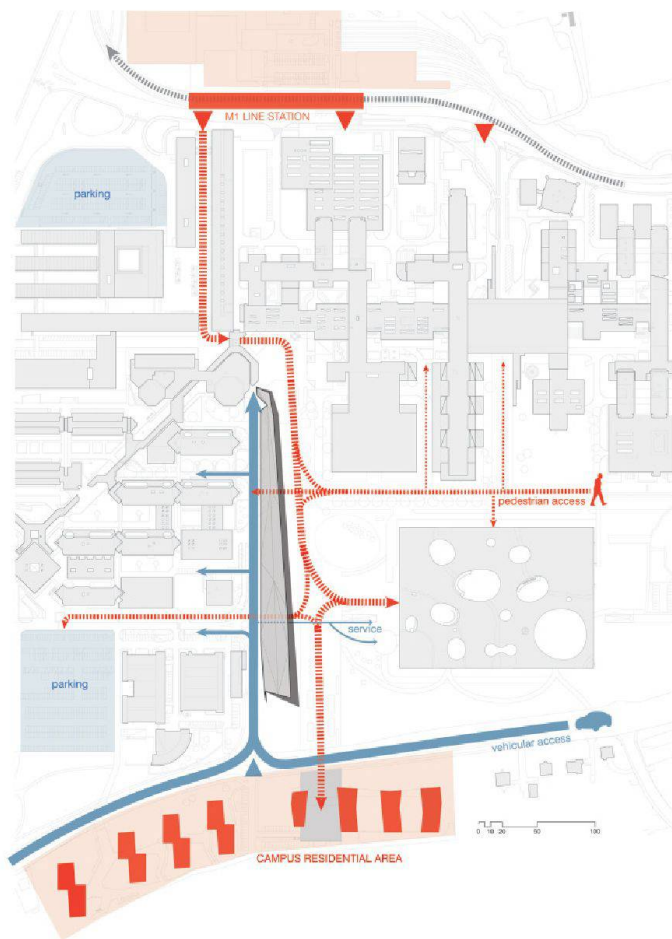 M1 LINE STATION
parking
pedestrian access
service
parking
vehicular access
0 10 20 50 100
CAMPUS RESIDENTIAL AREA